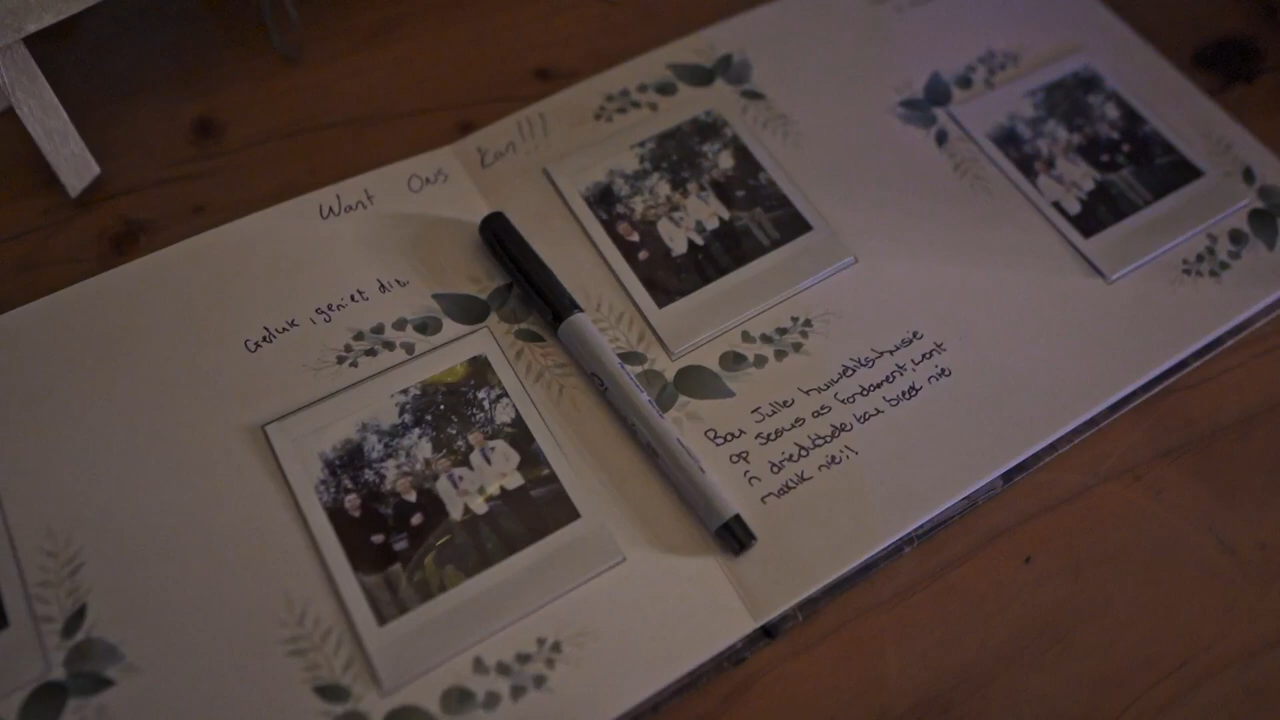 Want Ons Kan!!!
Geluk, geniet dit.
Bou Julle huwelikshuisie
op Jesus as Fondament, want
ń driedubbele tou breek nie
maklik nie!!